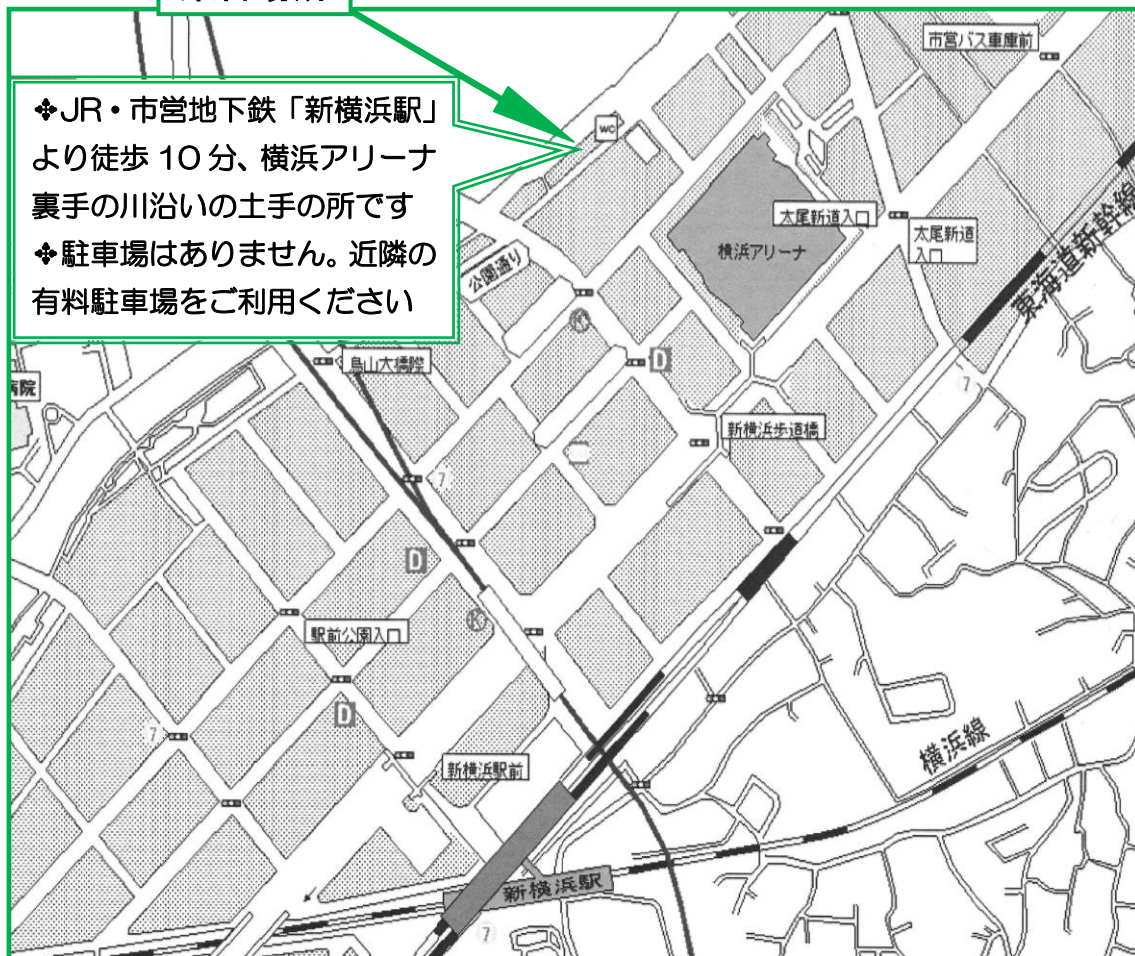 ❖JR・市営地下鉄「新横浜駅」
より徒歩 10 分、横浜アリーナ
裏手の川沿いの土手の所です
❖駐車場はありません。近隣の
有料駐車場をご利用ください
市営バス車庫前
WC
太尾新道入口
太尾新道
入口
横浜アリーナ
東海道新幹線
公園通り
K
D
鳥山大橋際
病院
7
新横浜歩道橋
7
D
K
駅前公園入口
D
7
新横浜駅前
横浜線
新横浜駅
7